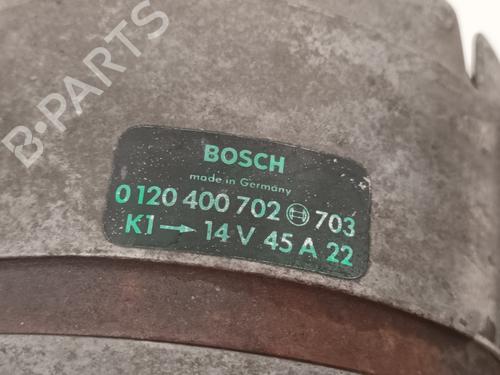 B-PARTS
BOSCH
made in Germany
0 120 400 702 703
K1 → 14 V 45 A 22